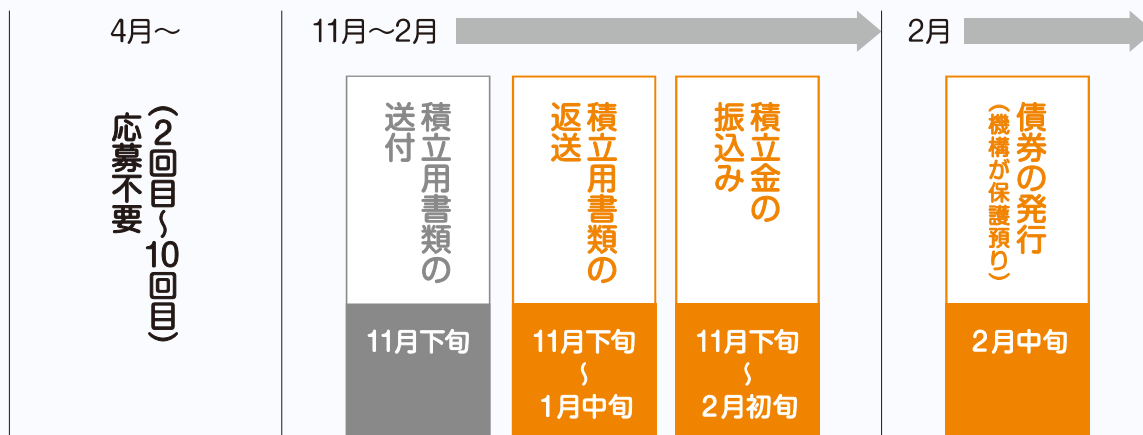 4月～
11月～2月
2月
（2回目～10回目）
応募不要
積立用書類の
送付
11月下旬
積立用書類の
返送
11月下旬
～
1月中旬
積立金の
振込み
11月下旬
～
2月初旬
債券の発行
（機構が保護預り）
2月中旬